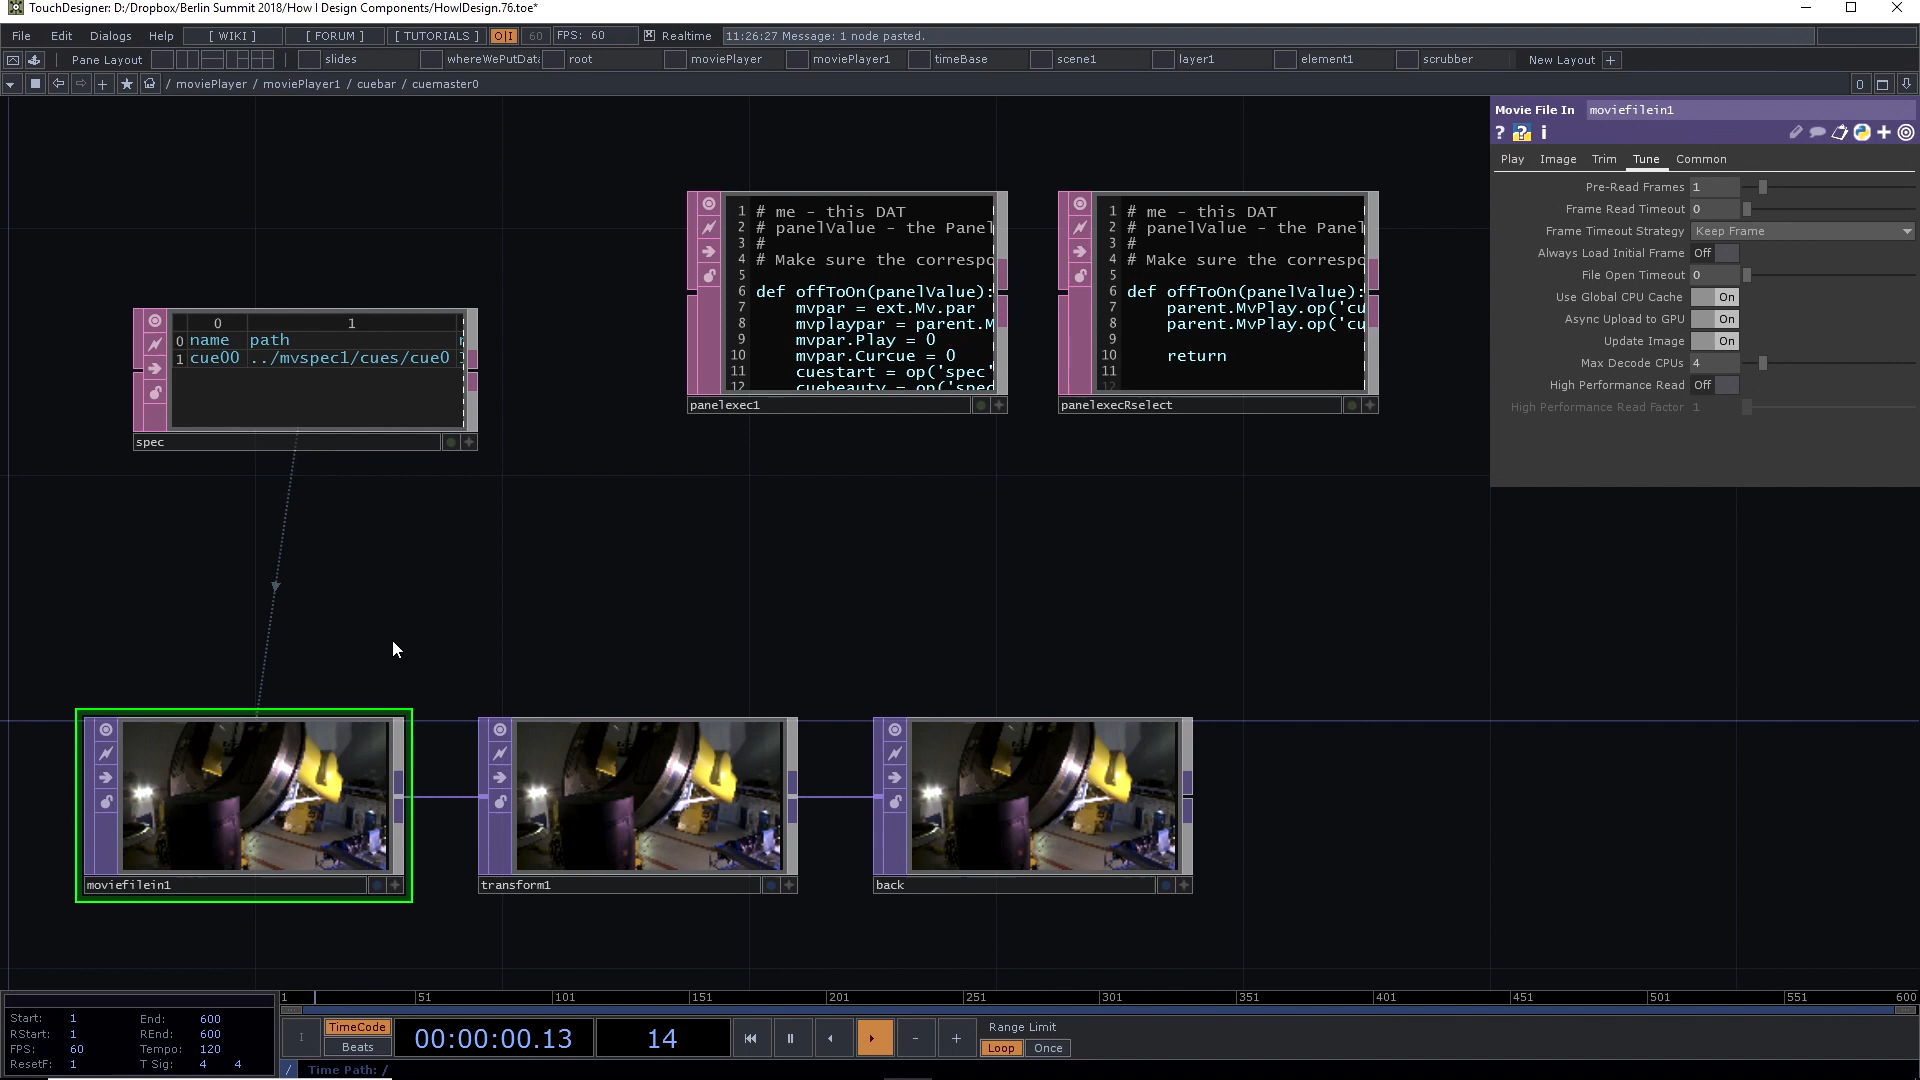 TouchDesigner: D:/Dropbox/Berlin Summit 2018/How I Design Components/HowIDesign.76.toe*
File Edit Dialogs Help [ WIKI ] [ FORUM ] [ TUTORIALS ] O|I 60 FPS: 60 Realtime 11:26:27 Message: 1 node pasted.
Pane Layout slides whereWePutData root moviePlayer moviePlayer1 timeBase scene1 layer1 element1 scrubber New Layout +
/ moviePlayer / moviePlayer1 / cuebar / cuemaster0 0
Movie File In moviefilein1
? ? i
Play Image Trim Tune Common
Pre-Read Frames 1
Frame Read Timeout 0
Frame Timeout Strategy Keep Frame
Always Load Initial Frame Off
File Open Timeout 0
Use Global CPU Cache On
Async Upload to GPU On
Update Image On
Max Decode CPUs 4
High Performance Read Off
High Performance Read Factor 1
1 # me - this DAT
2 # panelValue - the Panel
3 #
4 # Make sure the correspo
5
6 def offToOn(panelValue):
7 mvpar = ext.Mv.par
8 mvplaypar = parent.M
9 mvpar.Play = 0
10 mvpar.Curcue = 0
11 cuestart = op('spec'
12 cuebeauty = op('spec
panelexec1
1 # me - this DAT
2 # panelValue - the Panel
3 #
4 # Make sure the correspo
5
6 def offToOn(panelValue):
7 parent.MvPlay.op('cu
8 parent.MvPlay.op('cu
9
10 return
11
12
panelexecRselect
0 1
0 name path
1 cue00 ../mvspec1/cues/cue0
spec
moviefilein1
transform1
back
1 51 101 151 201 251 301 351 401 451 501 551 600
Start: 1 End: 600
RStart: 1 REnd: 600
FPS: 60 Tempo: 120
ResetF: 1 T Sig: 4 4
I TimeCode Beats 00:00:00.13 14 - +
Range Limit
Loop Once
/ Time Path: /